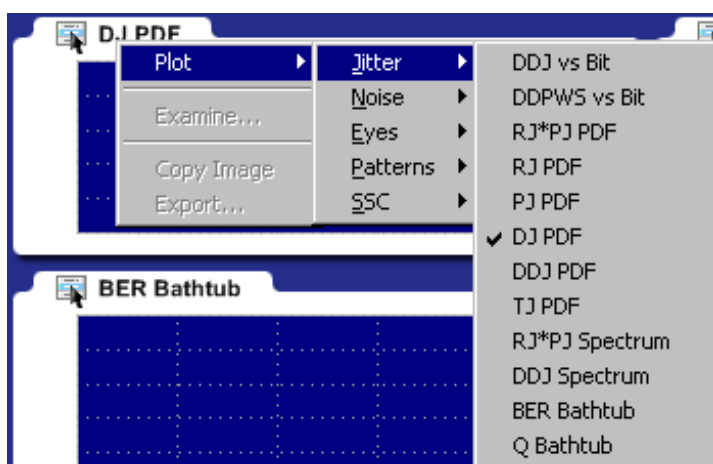 DJ PDF
Plot
Examine...
Copy Image
Export...
Jitter
Noise
Eyes
Patterns
SSC
DDJ vs Bit
DDPWS vs Bit
RJ*PJ PDF
RJ PDF
PJ PDF
DJ PDF
DDJ PDF
TJ PDF
RJ*PJ Spectrum
DDJ Spectrum
BER Bathtub
Q Bathtub
BER Bathtub